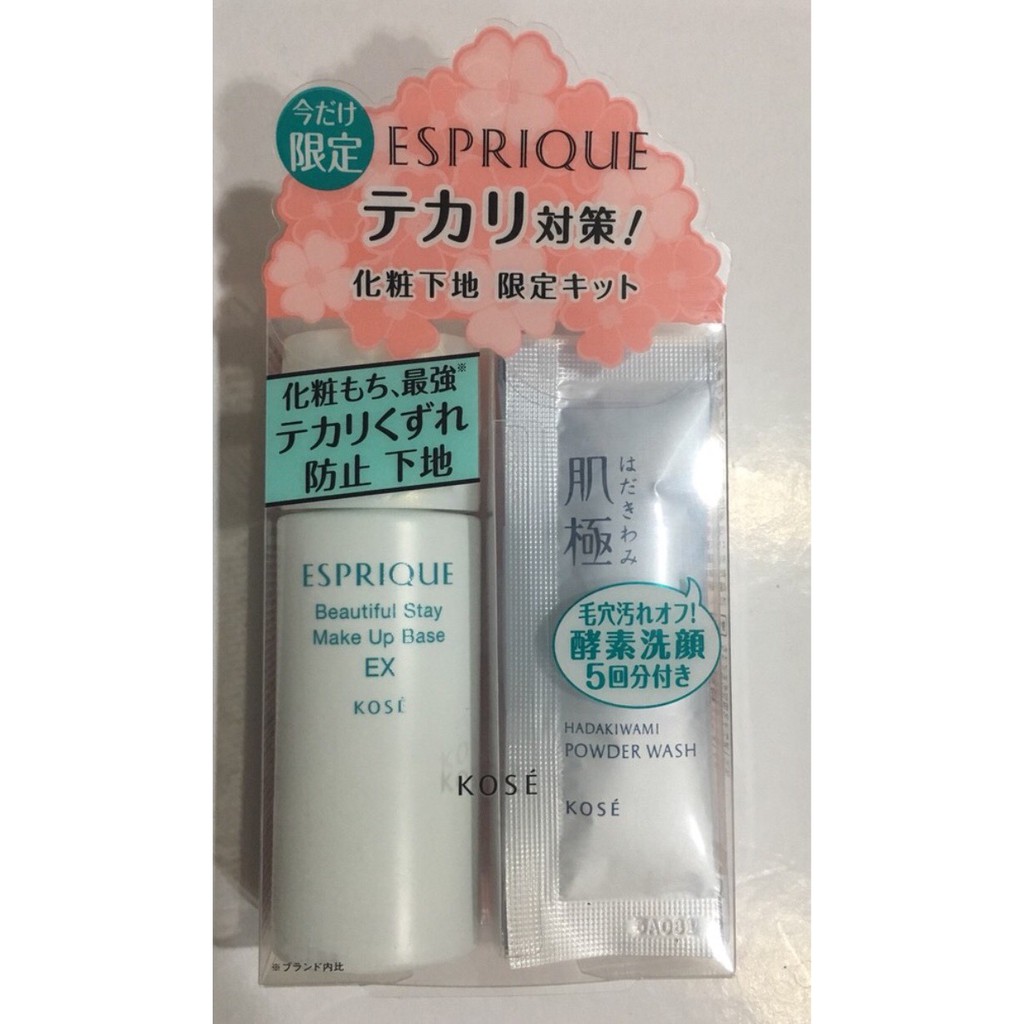 今だけ
限定
ESPRIQUE
テカリ対策!
化粧下地 限定キット
化粧もち、最強※
テカリくずれ
防止 下地
ESPRIQUE
Beautiful Stay
Make Up Base
EX
KOSÉ
KOSÉ
肌極
はだきわみ
毛穴汚れオフ!
酵素洗顔
5回分付き
HADAKIWAMI
POWDER WASH
KOSÉ
※ブランド内比